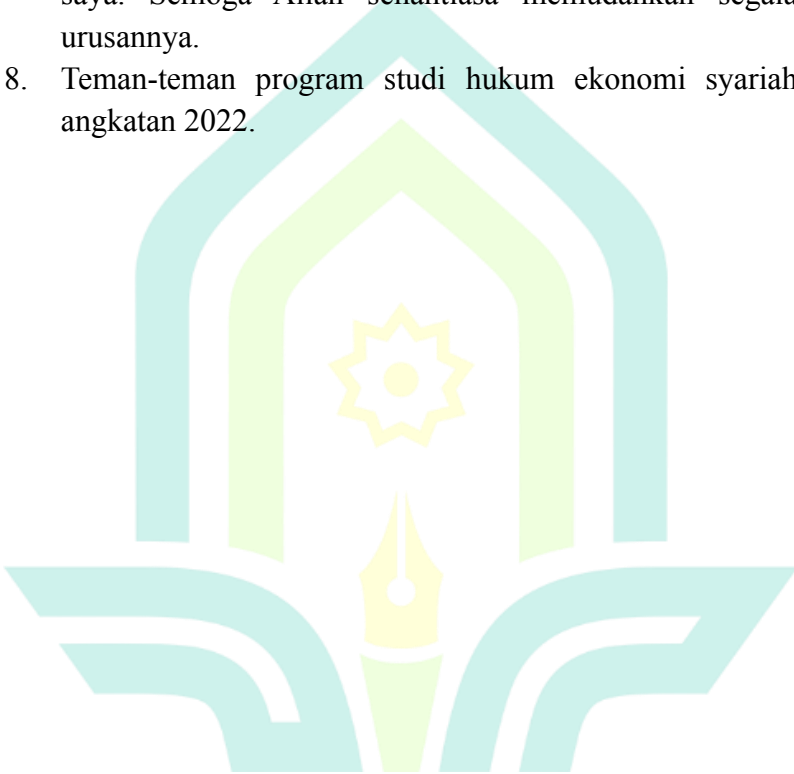 saya. Semoga Allah senantiasa memudahkan segala
urusannya.
8. Teman-teman program studi hukum ekonomi syariah
angkatan 2022.